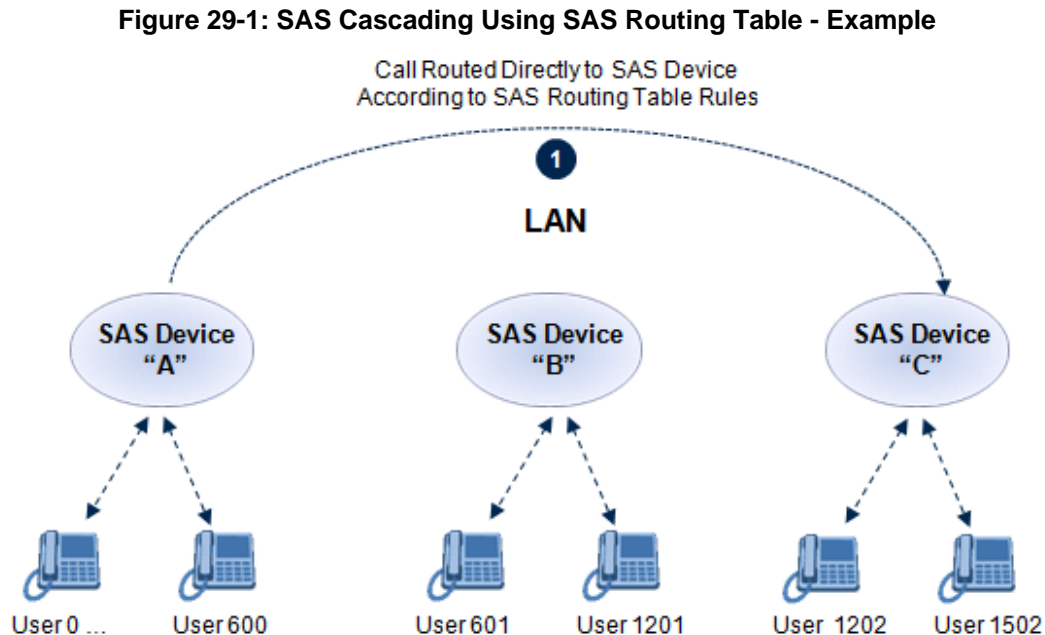 Figure 29-1: SAS Cascading Using SAS Routing Table - Example
Call Routed Directly to SAS Device
According to SAS Routing Table Rules
1
LAN
SAS Device
“A”
SAS Device
“B”
SAS Device
“C”
User 0 ...
User 600
User 601
User 1201
User 1202
User 1502